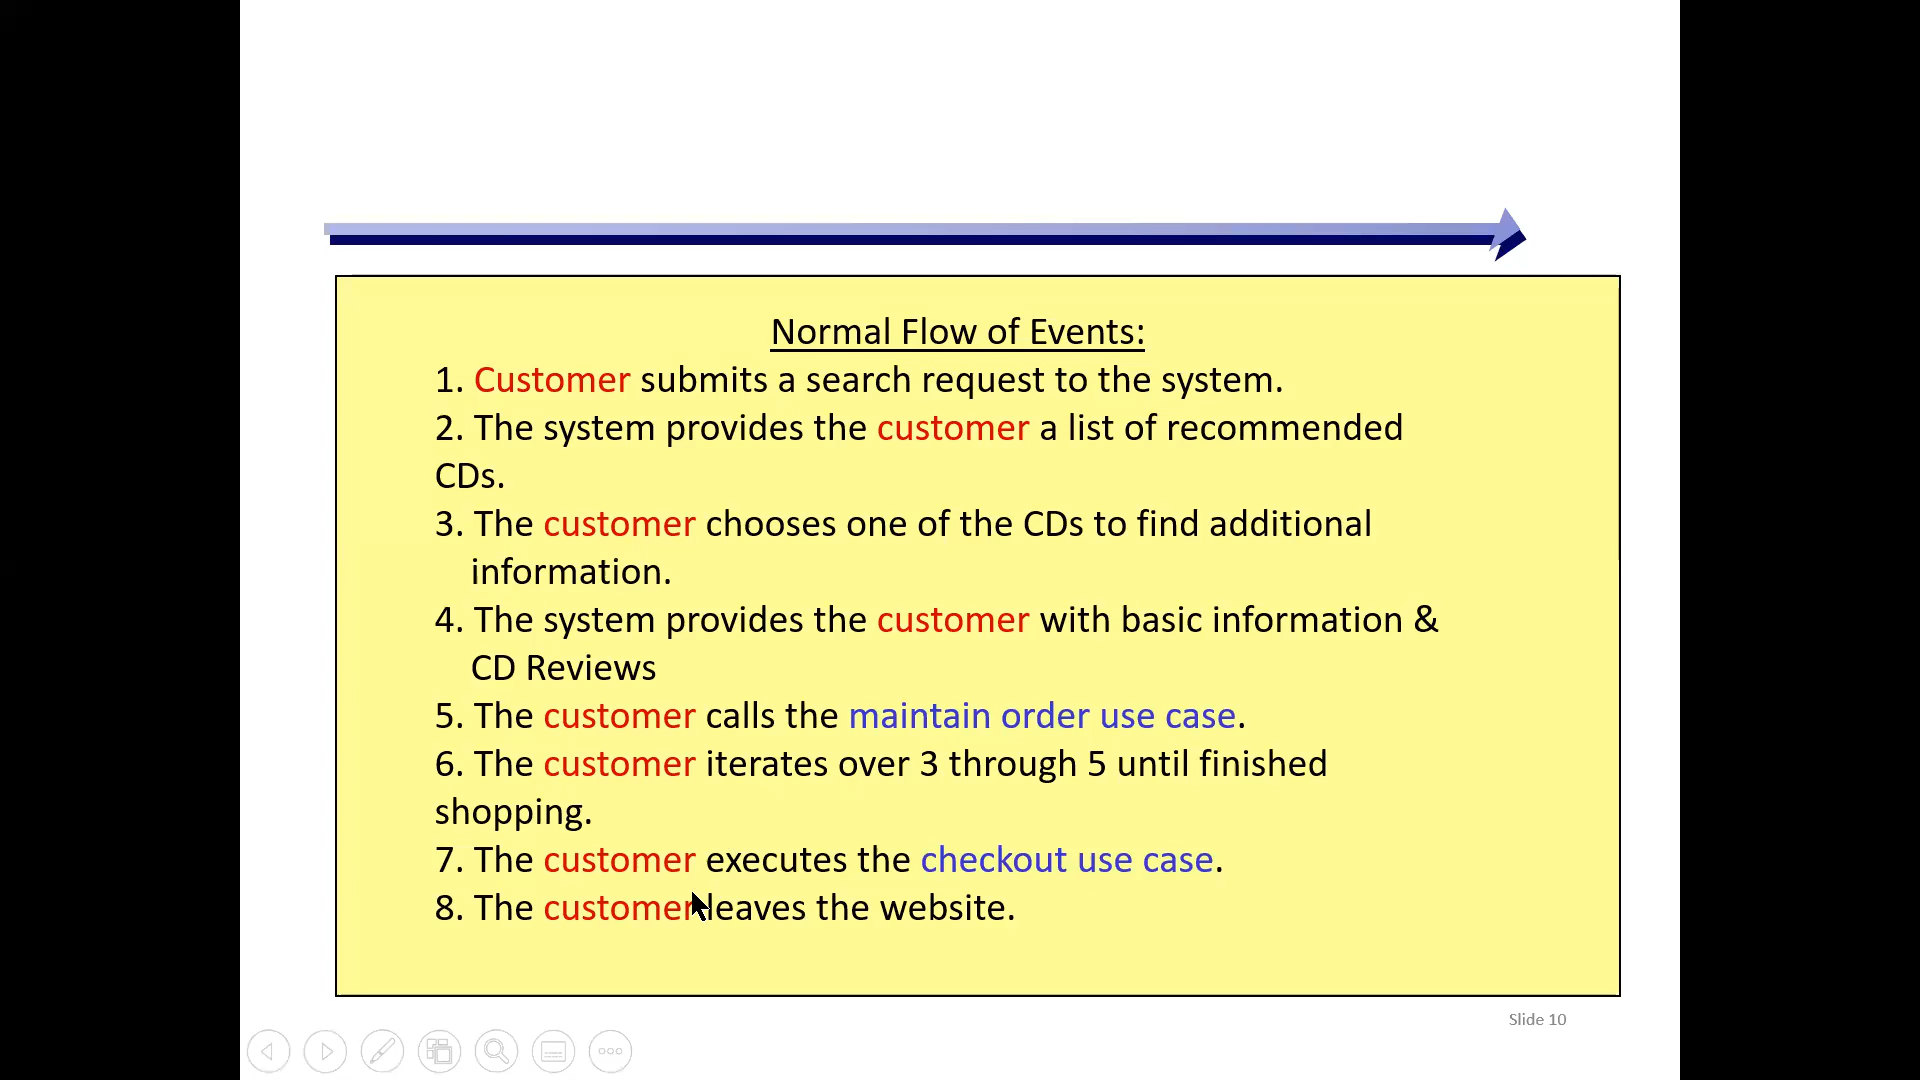 Normal Flow of Events:
1. Customer submits a search request to the system.
2. The system provides the customer a list of recommended
CDs.
3. The customer chooses one of the CDs to find additional
information.
4. The system provides the customer with basic information &
CD Reviews
5. The customer calls the maintain order use case.
6. The customer iterates over 3 through 5 until finished
shopping.
7. The customer executes the checkout use case.
8. The customer leaves the website.
Slide 10